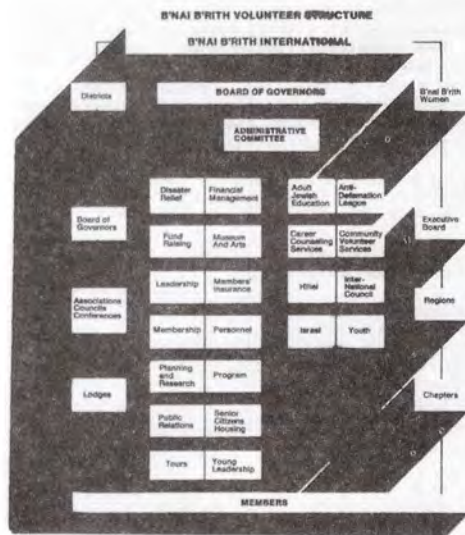 B'NAI B'RITH VOLUNTEER STRUCTURE
B'NAI B'RITH INTERNATIONAL
Districts
BOARD OF GOVERNORS
B'nai B'rith
Women
ADMINISTRATIVE
COMMITTEE
Disaster
Relief
Financial
Management
Adult
Jewish
Education
Anti-
Defamation
League
Board of
Governors
Fund
Raising
Museum
And Arts
Career
Counseling
Services
Community
Volunteer
Services
Executive
Board
Associations
Councils
Conferences
Leadership
Members'
Insurance
Hillel
Inter-
National
Council
Regions
Membership
Personnel
Israel
Youth
Planning
and
Research
Program
Lodges
Chapters
Public
Relations
Senior
Citizens
Housing
Tours
Young
Leadership
MEMBERS